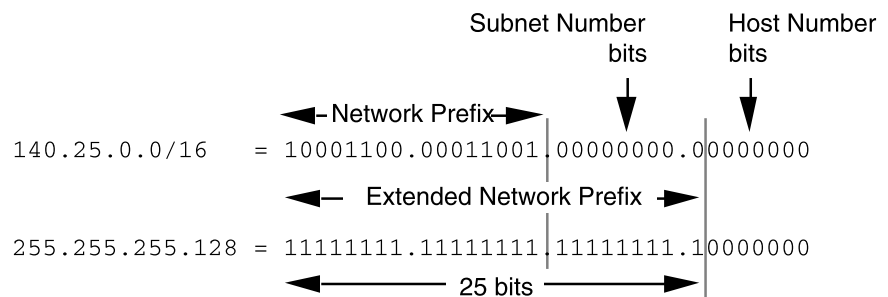 Subnet Number bits
Host Number bits
Network Prefix
140.25.0.0/16 = 10001100.00011001.00000000.00000000
Extended Network Prefix
255.255.255.128 = 11111111.11111111.11111111.10000000
25 bits